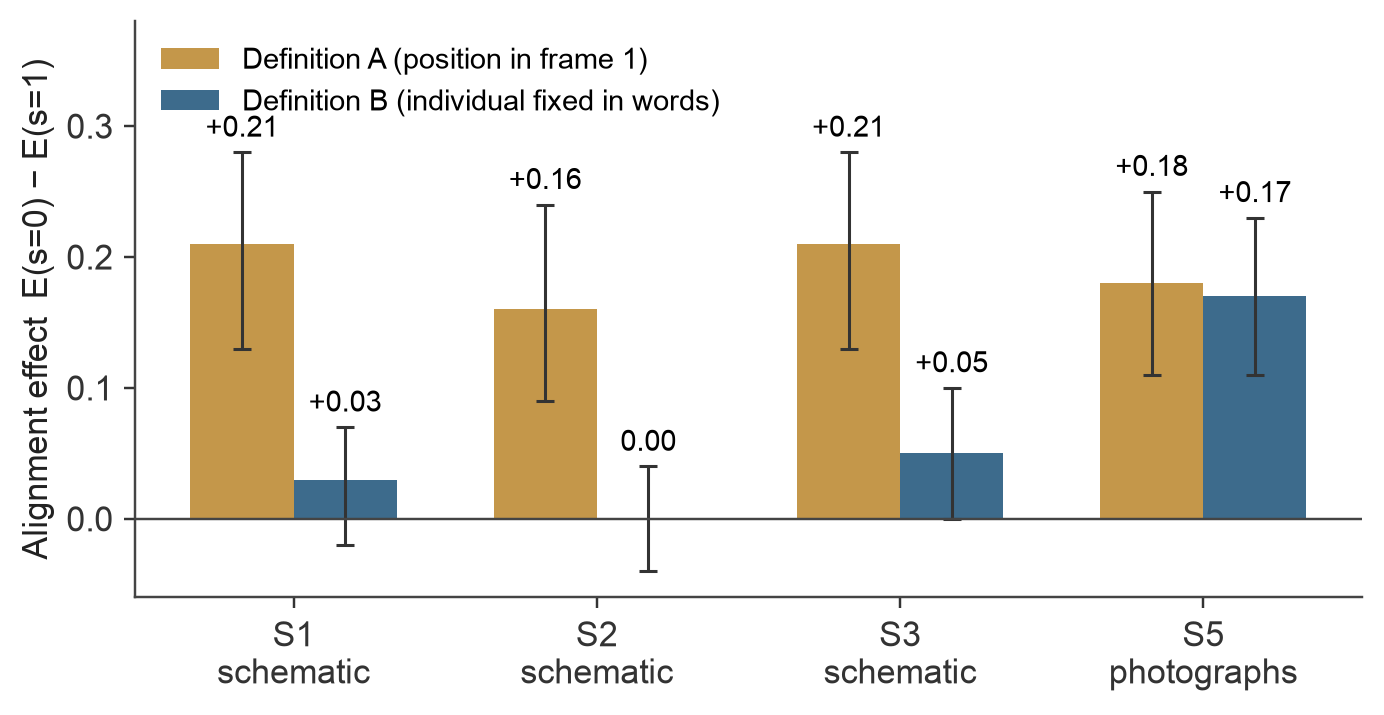 Definition A (position in frame 1)
Definition B (individual fixed in words)
Alignment effect E(s=0) − E(s=1)
0.3
0.2
0.1
0.0
+0.21
+0.03
+0.16
0.00
+0.21
+0.05
+0.18
+0.17
S1
schematic
S2
schematic
S3
schematic
S5
photographs